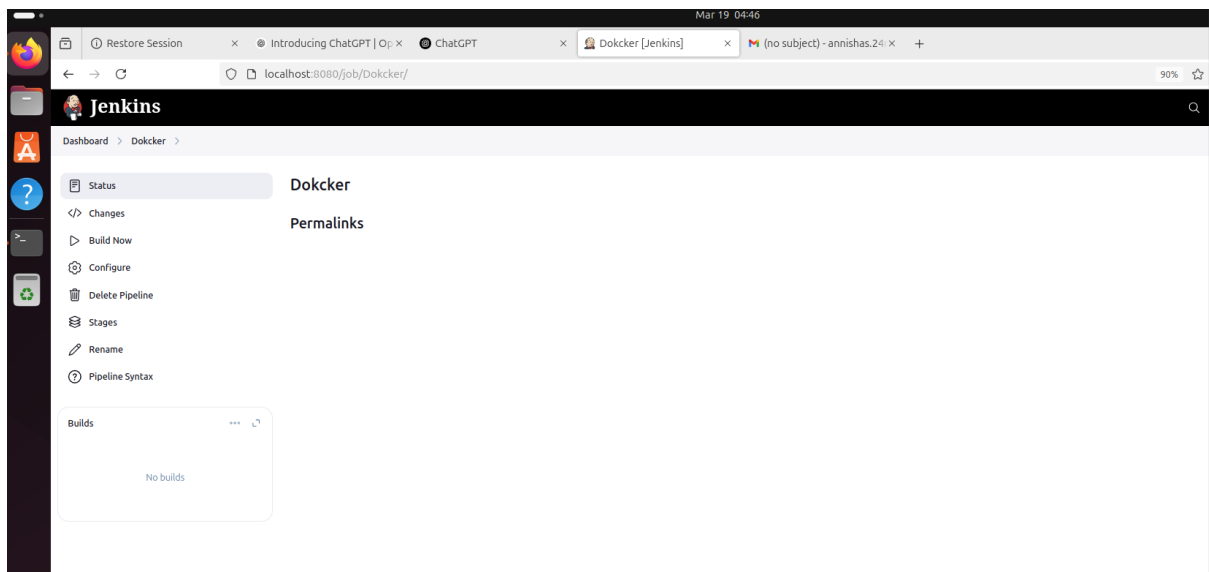 Mar 19 04:46
Restore Session
Introducing ChatGPT | Op
ChatGPT
Dokcker [Jenkins]
(no subject) - annishas.24
localhost:8080/job/Dokcker/
90%
Jenkins
Dashboard > Dokcker >
Status
Changes
Build Now
Configure
Delete Pipeline
Stages
Rename
Pipeline Syntax
Builds
No builds
Dokcker
Permalinks